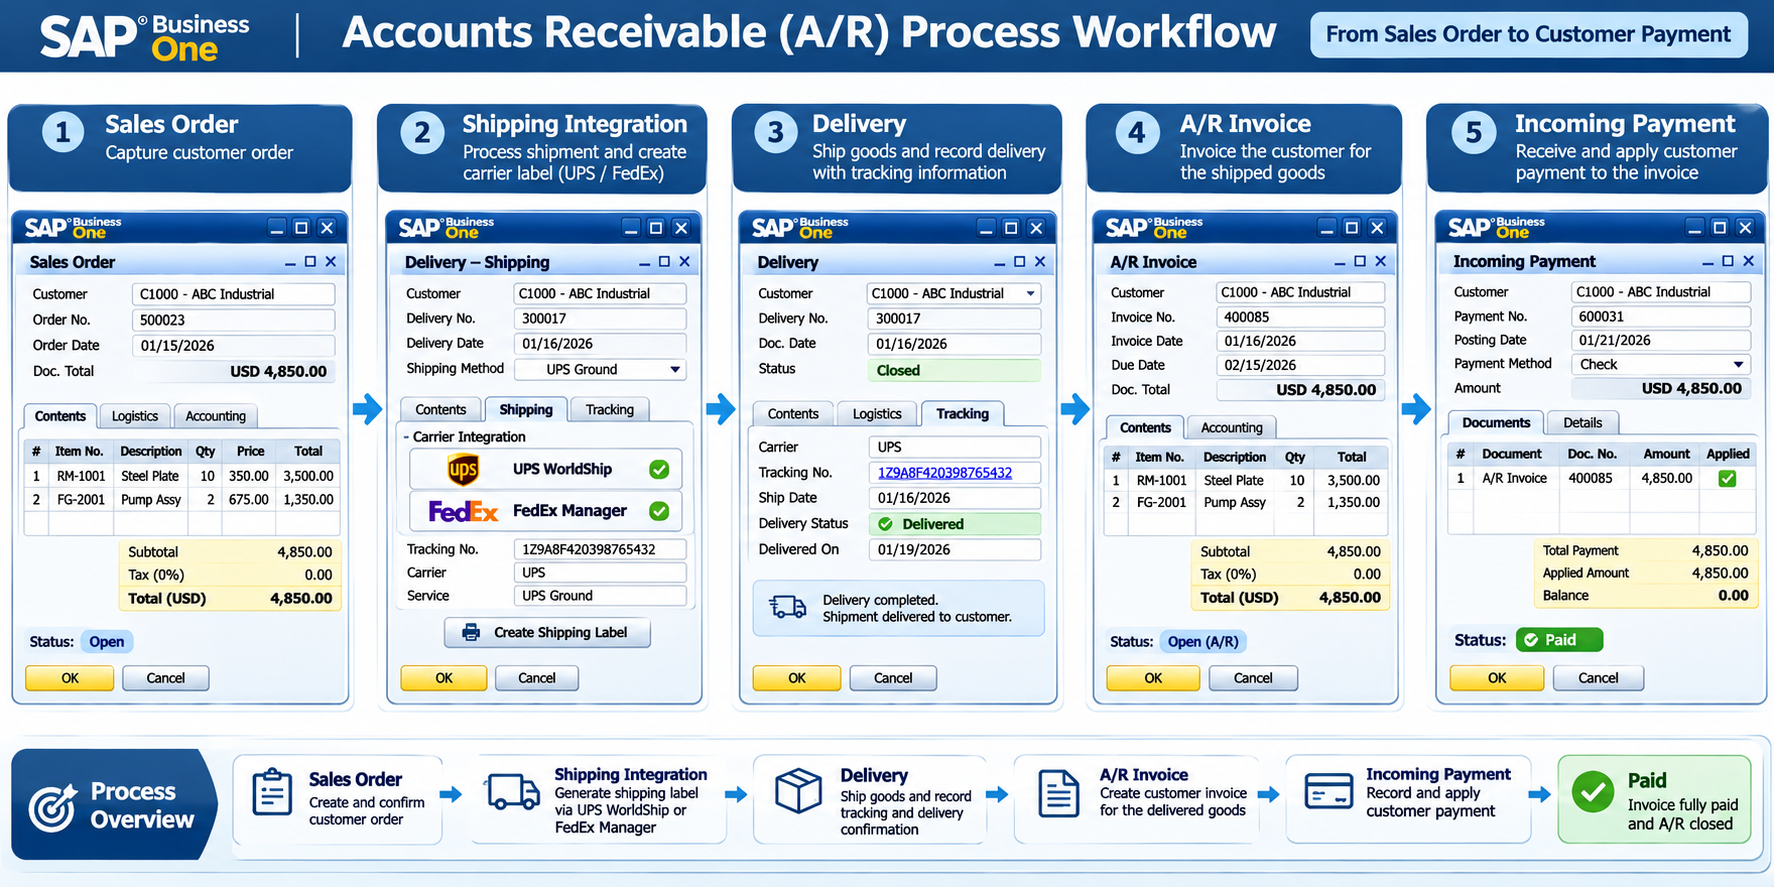 SAP Business One
Accounts Receivable (A/R) Process Workflow
From Sales Order to Customer Payment
1 Sales Order
Capture customer order
SAP Business One
Sales Order
Customer C1000 - ABC Industrial
Order No. 500023
Order Date 01/15/2026
Doc. Total USD 4,850.00
Contents Logistics Accounting
# Item No. Description Qty Price Total
1 RM-1001 Steel Plate 10 350.00 3,500.00
2 FG-2001 Pump Assy 2 675.00 1,350.00
Subtotal 4,850.00
Tax (0%) 0.00
Total (USD) 4,850.00
Status: Open
OK Cancel
2 Shipping Integration
Process shipment and create
carrier label (UPS / FedEx)
SAP Business One
Delivery – Shipping
Customer C1000 - ABC Industrial
Delivery No. 300017
Delivery Date 01/16/2026
Shipping Method UPS Ground
Contents Shipping Tracking
- Carrier Integration
ups UPS WorldShip
FedEx FedEx Manager
Tracking No. 1Z9A8F420398765432
Carrier UPS
Service UPS Ground
Create Shipping Label
OK Cancel
3 Delivery
Ship goods and record delivery
with tracking information
SAP Business One
Delivery
Customer C1000 - ABC Industrial
Delivery No. 300017
Doc. Date 01/16/2026
Status Closed
Contents Logistics Tracking
Carrier UPS
Tracking No. 1Z9A8F420398765432
Ship Date 01/16/2026
Delivery Status Delivered
Delivered On 01/19/2026
Delivery completed.
Shipment delivered to customer.
OK Cancel
4 A/R Invoice
Invoice the customer for
the shipped goods
SAP Business One
A/R Invoice
Customer C1000 - ABC Industrial
Invoice No. 400085
Invoice Date 01/16/2026
Due Date 02/15/2026
Doc. Total USD 4,850.00
Contents Accounting
# Item No. Description Qty Total
1 RM-1001 Steel Plate 10 3,500.00
2 FG-2001 Pump Assy 2 1,350.00
Subtotal 4,850.00
Tax (0%) 0.00
Total (USD) 4,850.00
Status: Open (A/R)
OK Cancel
5 Incoming Payment
Receive and apply customer
payment to the invoice
SAP Business One
Incoming Payment
Customer C1000 - ABC Industrial
Payment No. 600031
Posting Date 01/21/2026
Payment Method Check
Amount USD 4,850.00
Documents Details
# Document Doc. No. Amount Applied
1 A/R Invoice 400085 4,850.00
Total Payment 4,850.00
Applied Amount 4,850.00
Balance 0.00
Status: Paid
OK Cancel
Process
Overview
Sales Order
Create and confirm
customer order
Shipping Integration
Generate shipping label
via UPS WorldShip or
FedEx Manager
Delivery
Ship goods and record
tracking and delivery
confirmation
A/R Invoice
Create customer invoice
for the delivered goods
Incoming Payment
Record and apply
customer payment
Paid
Invoice fully paid
and A/R closed